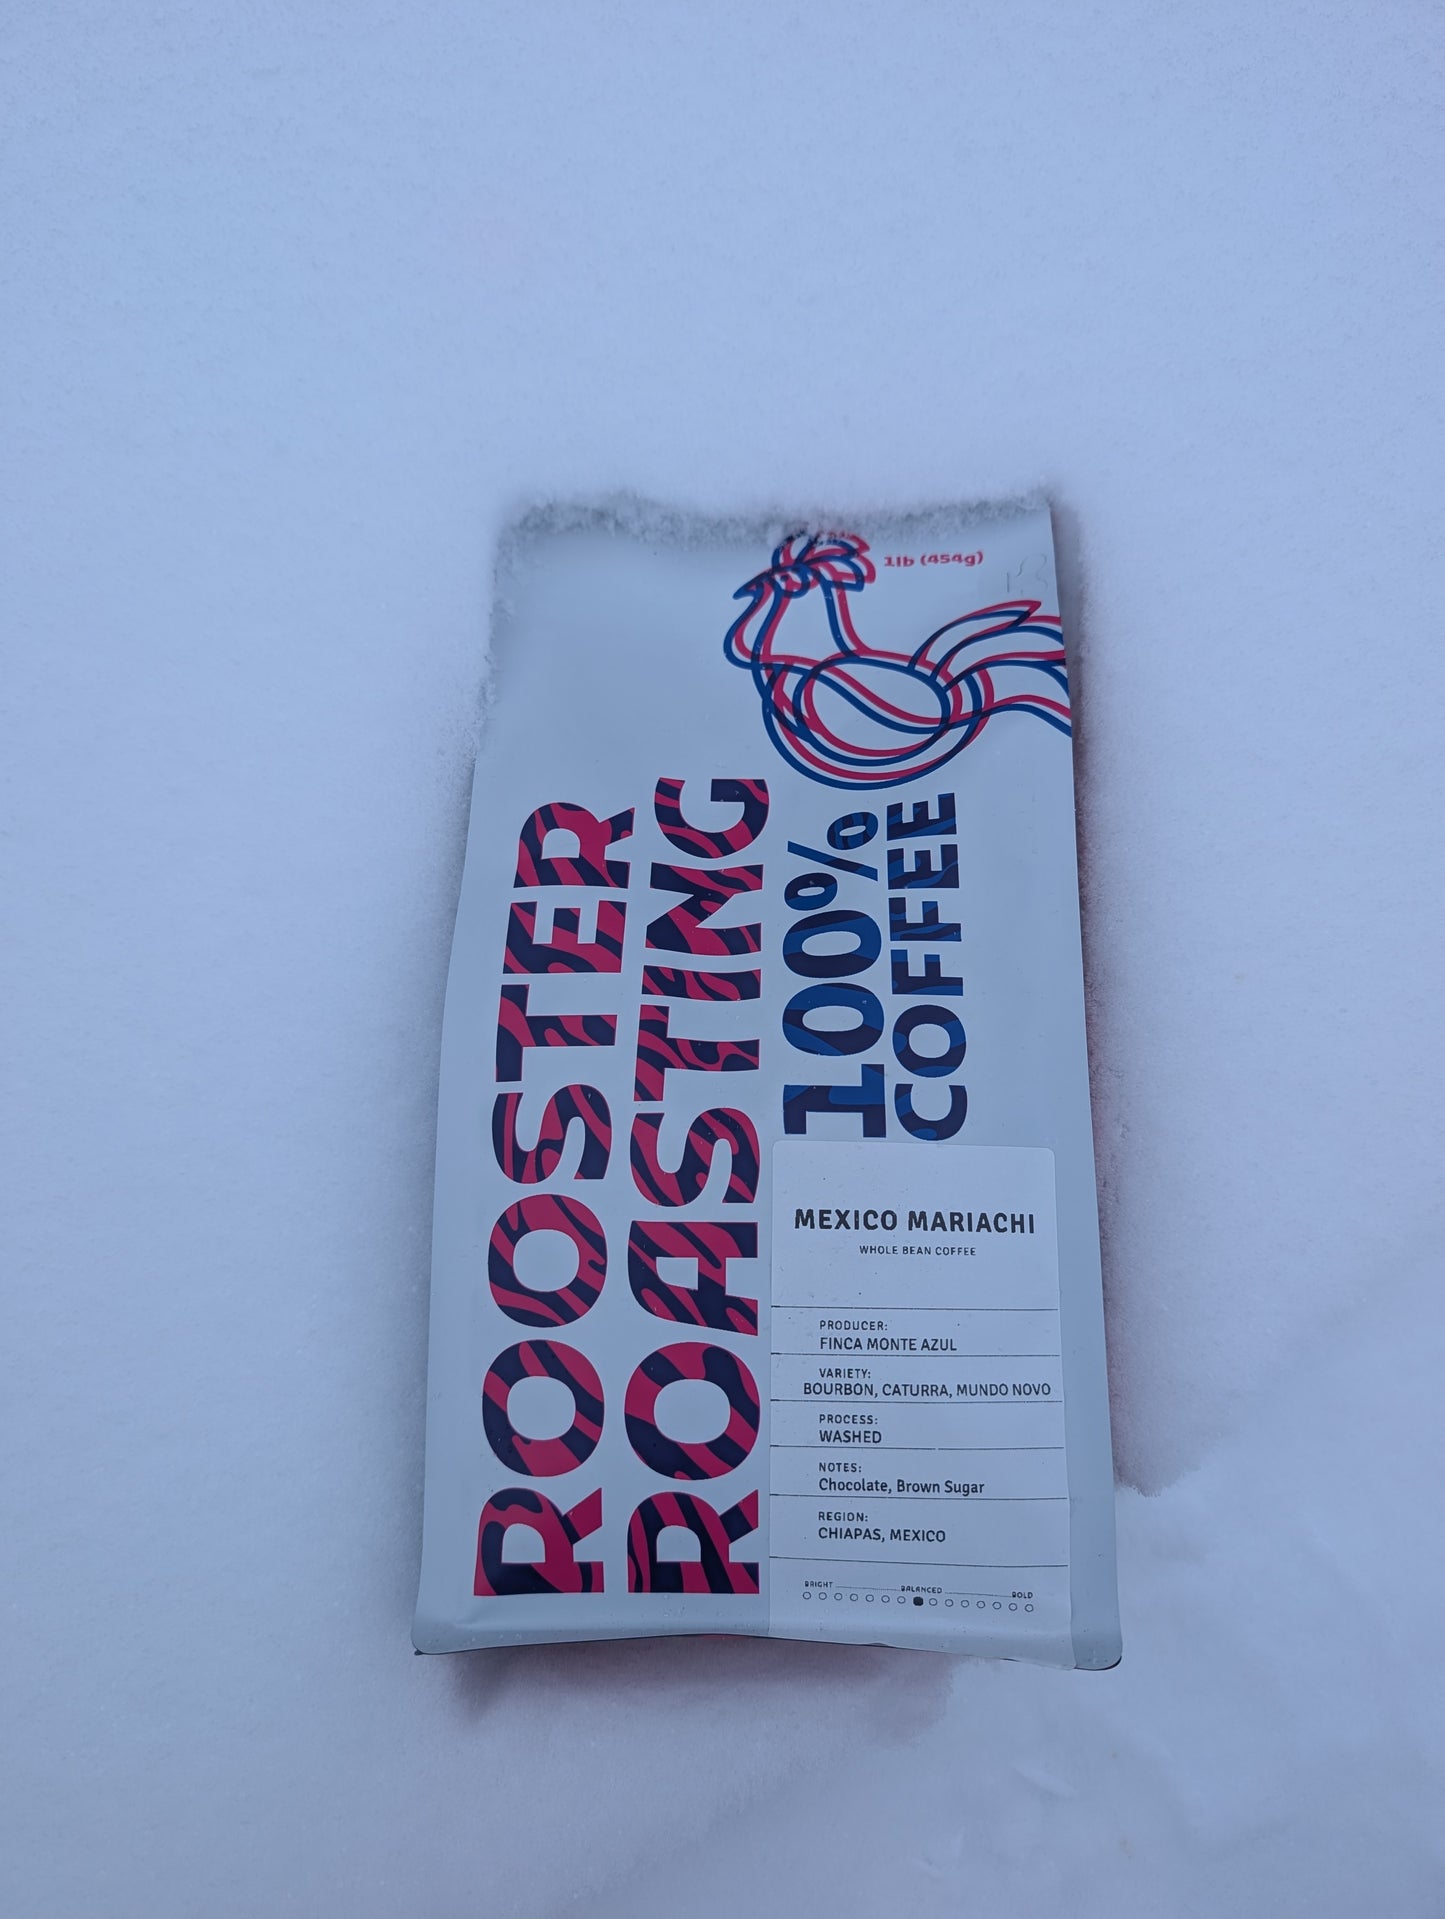 1lb (454g)
ROOSTER
ROASTING
100%
COFFEE
MEXICO MARIACHI
WHOLE BEAN COFFEE
PRODUCER:
FINCA MONTE AZUL
VARIETY:
BOURBON, CATURRA, MUNDO NOVO
PROCESS:
WASHED
NOTES:
Chocolate, Brown Sugar
REGION:
CHIAPAS, MEXICO
BRIGHT BALANCED BOLD